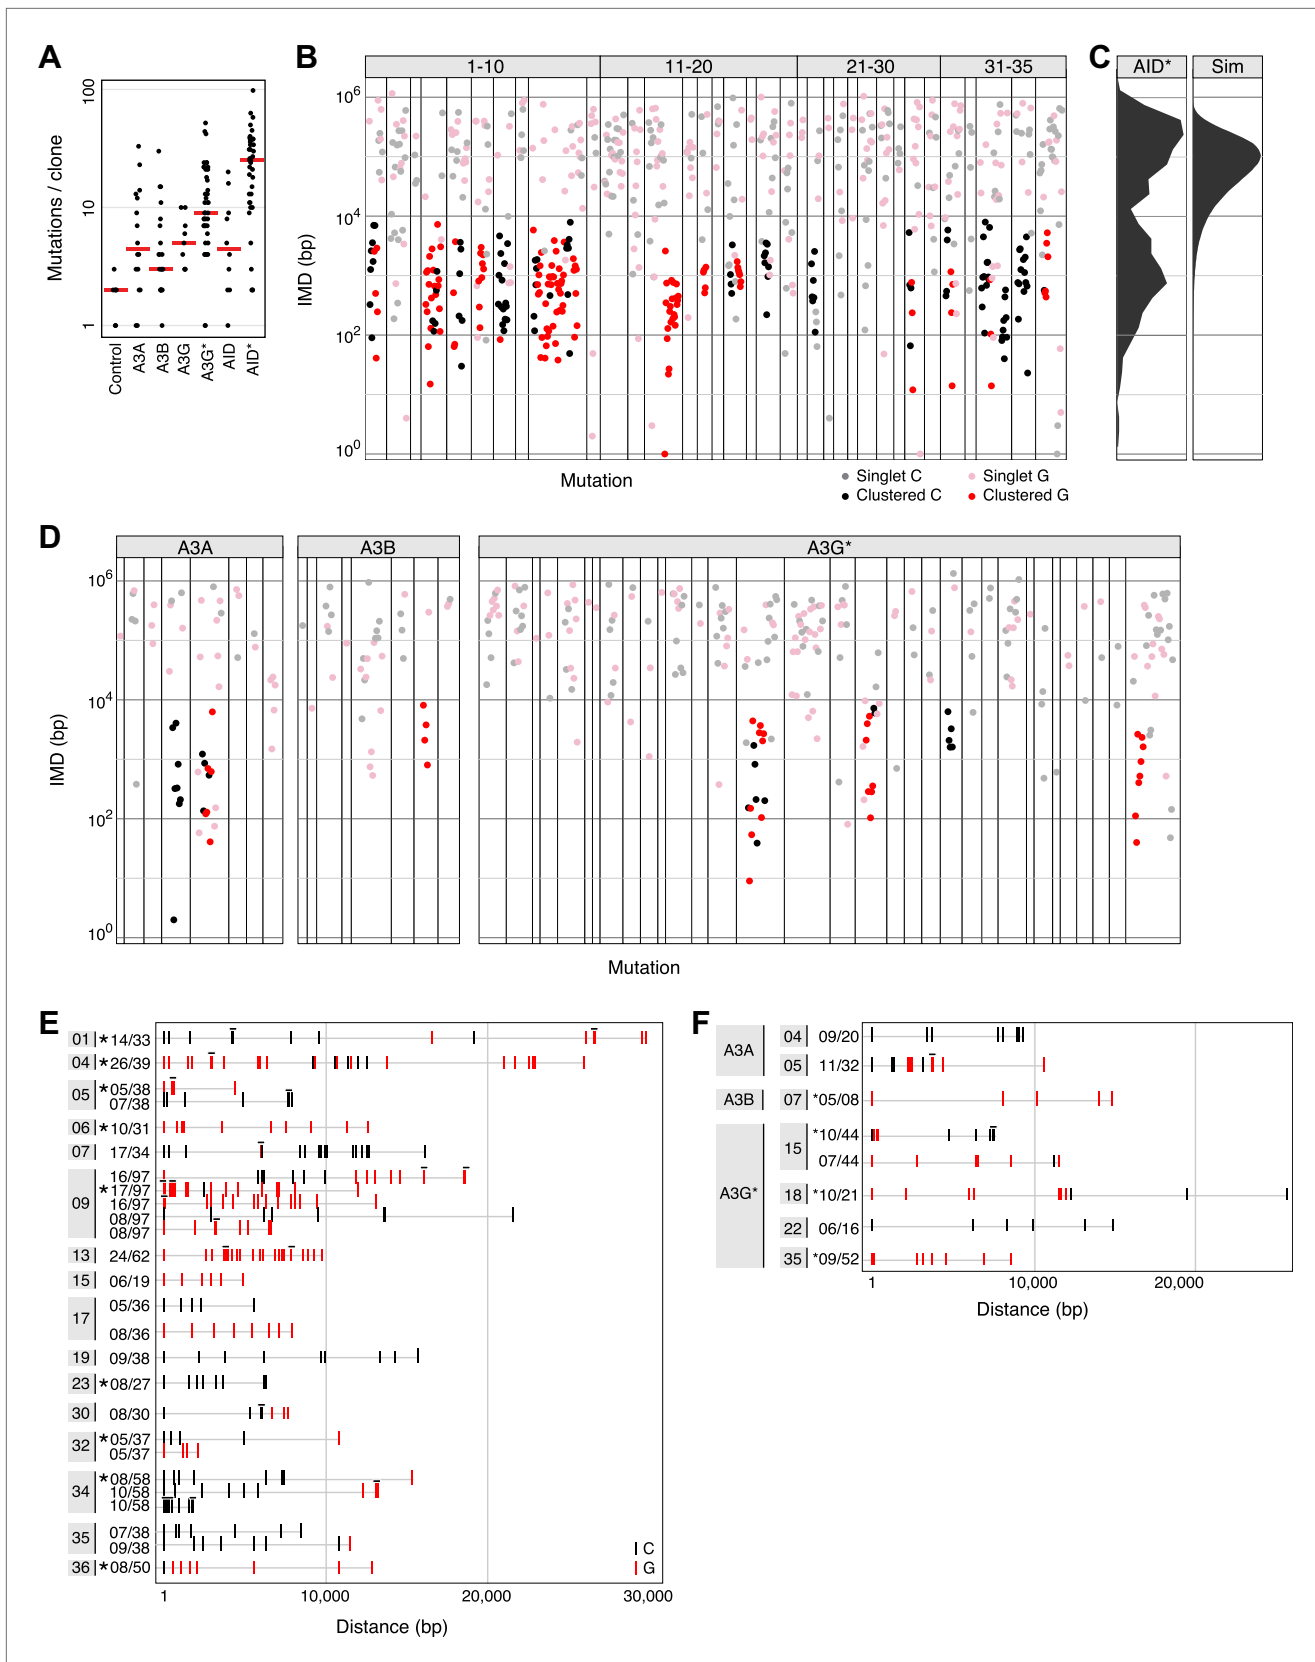 A
100
10
1
Mutations / clone
Control
A3A
A3B
A3G
A3G*
AID
AID*
B
1-10
11-20
21-30
31-35
10^6
10^4
10^2
10^0
IMD (bp)
Mutation
Singlet C
Singlet G
Clustered C
Clustered G
C
AID*
Sim
D
A3A
A3B
A3G*
10^6
10^4
10^2
10^0
IMD (bp)
Mutation
E
01 *14/33
04 *26/39
05 *05/38
07/38
06 *10/31
07 17/34
09 16/97
*17/97
16/97
08/97
08/97
13 24/62
15 06/19
17 05/36
08/36
19 09/38
23 *08/27
30 08/30
32 *05/37
05/37
34 *08/58
10/58
10/58
35 07/38
09/38
36 *08/50
C
G
1 10,000 20,000 30,000
Distance (bp)
F
A3A 04 09/20
05 11/32
A3B 07 *05/08
A3G* 15 *10/44
07/44
18 *10/21
22 06/16
35 *09/52
1 10,000 20,000
Distance (bp)